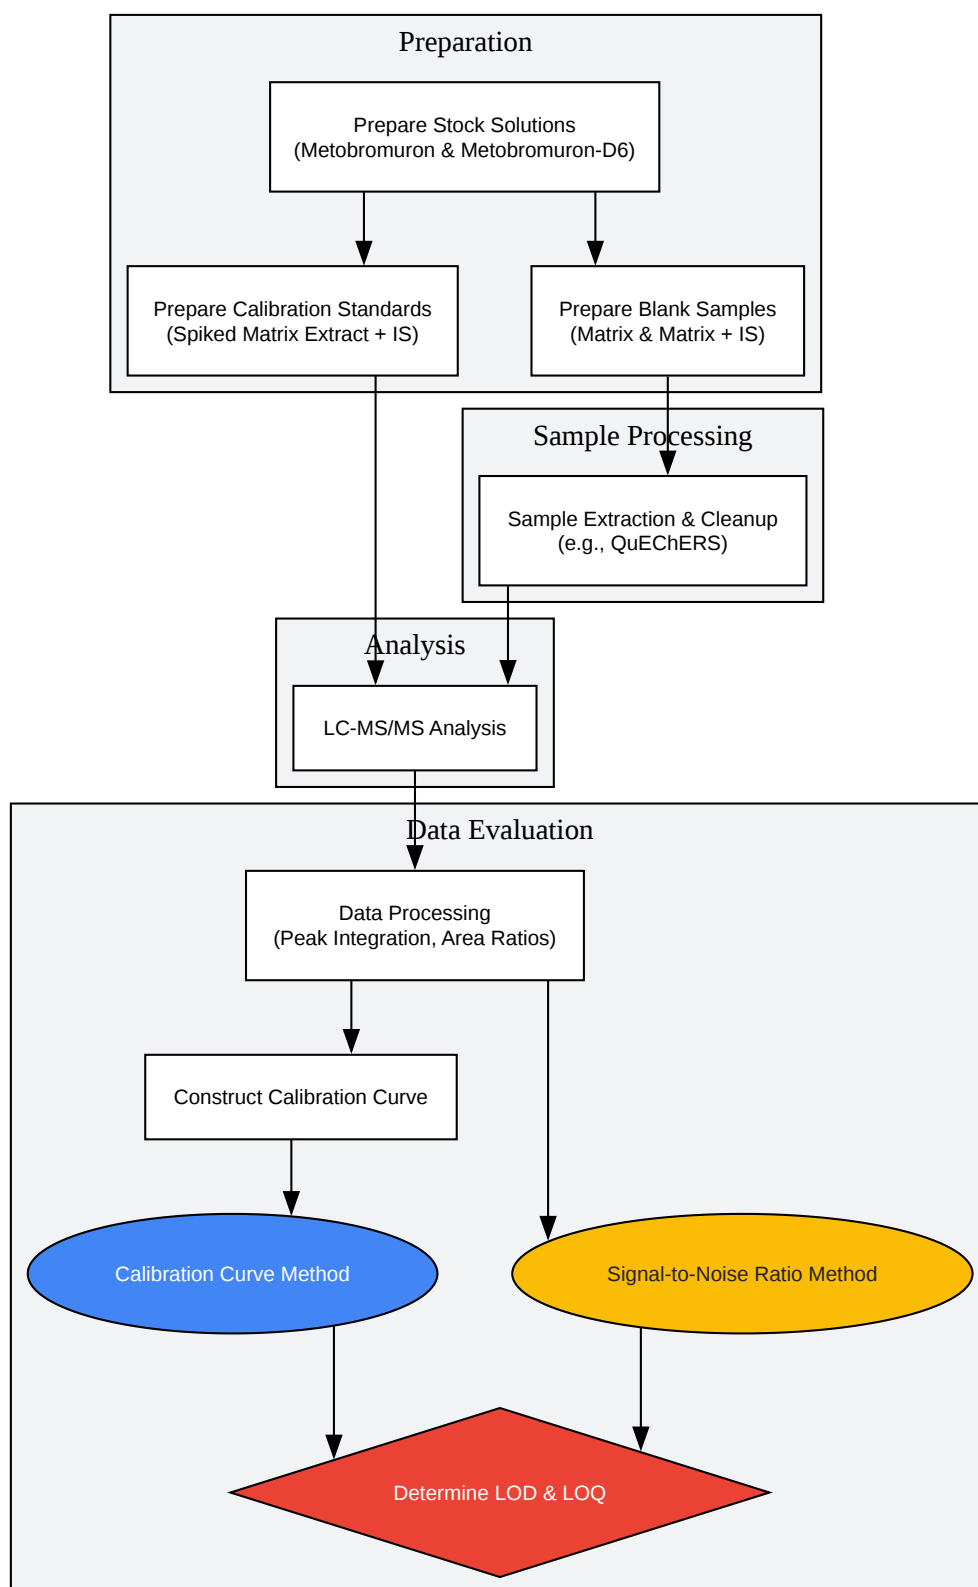 Preparation
Prepare Stock Solutions
(Metobromuron & Metobromuron-D6)
Prepare Calibration Standards
(Spiked Matrix Extract + IS)
Prepare Blank Samples
(Matrix & Matrix + IS)
Sample Processing
Sample Extraction & Cleanup
(e.g., QuEChERS)
Analysis
LC-MS/MS Analysis
Data Evaluation
Data Processing
(Peak Integration, Area Ratios)
Construct Calibration Curve
Calibration Curve Method
Signal-to-Noise Ratio Method
Determine LOD & LOQ